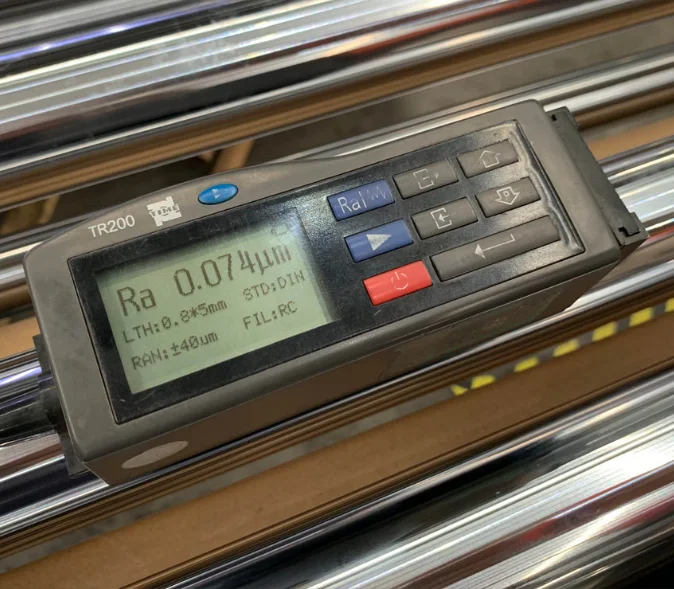 TR200
Ra 0.074µm
LTH:0.8*5mm STD:DIN
RAN:±40um FIL:RC
Ra